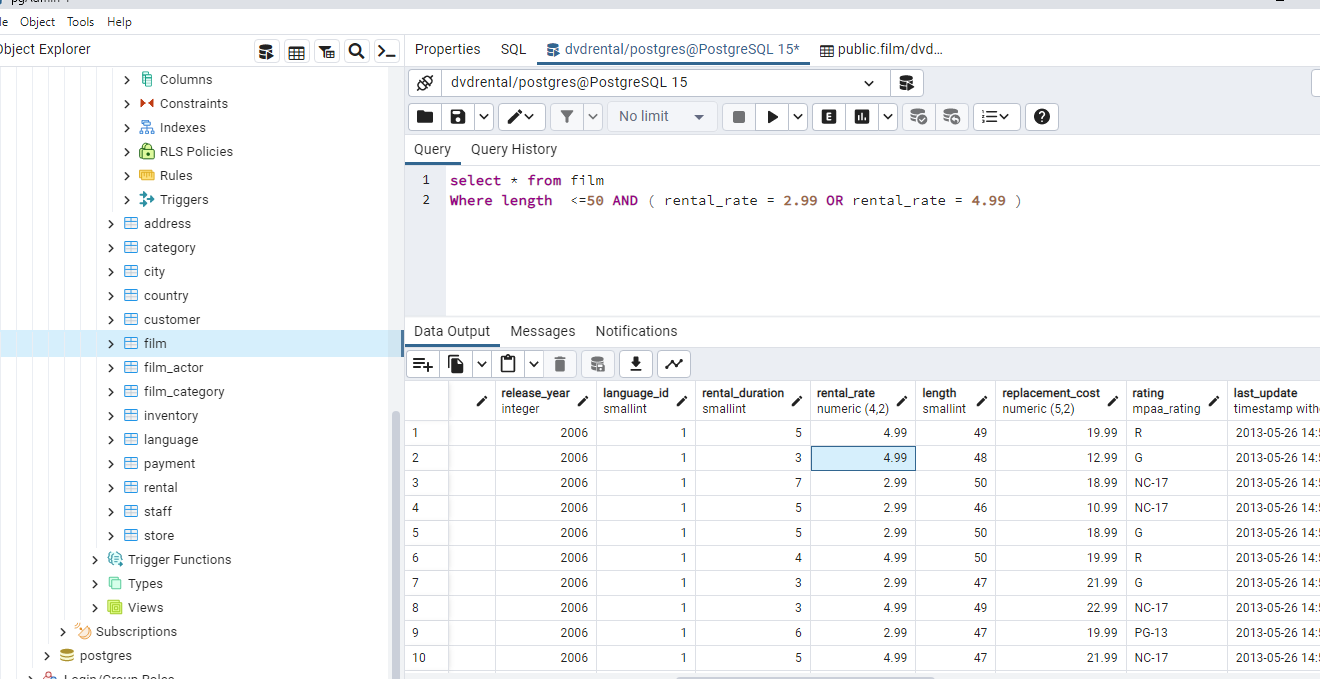 Object Tools Help
Object Explorer
Properties SQL dvdrental/postgres@PostgreSQL 15* public.film/dvd...
dvdrental/postgres@PostgreSQL 15
No limit
E
Query Query History
1 select * from film
2 Where length <=50 AND ( rental_rate = 2.99 OR rental_rate = 4.99 )
Columns
Constraints
Indexes
RLS Policies
Rules
Triggers
address
category
city
country
customer
film
film_actor
film_category
inventory
language
payment
rental
staff
store
Trigger Functions
Types
Views
Subscriptions
postgres
Login/Group Roles
Data Output Messages Notifications
release_year language_id rental_duration rental_rate length replacement_cost rating last_update
integer smallint smallint numeric (4,2) smallint numeric (5,2) mpaa_rating timestamp with
1 2006 1 5 4.99 49 19.99 R 2013-05-26 14:
2 2006 1 3 4.99 48 12.99 G 2013-05-26 14:
3 2006 1 7 2.99 50 18.99 NC-17 2013-05-26 14:
4 2006 1 5 2.99 46 10.99 NC-17 2013-05-26 14:
5 2006 1 5 2.99 50 18.99 G 2013-05-26 14:
6 2006 1 4 4.99 50 19.99 R 2013-05-26 14:
7 2006 1 3 2.99 47 21.99 G 2013-05-26 14:
8 2006 1 3 4.99 49 22.99 NC-17 2013-05-26 14:
9 2006 1 6 2.99 47 19.99 PG-13 2013-05-26 14:
10 2006 1 5 4.99 47 21.99 NC-17 2013-05-26 14: